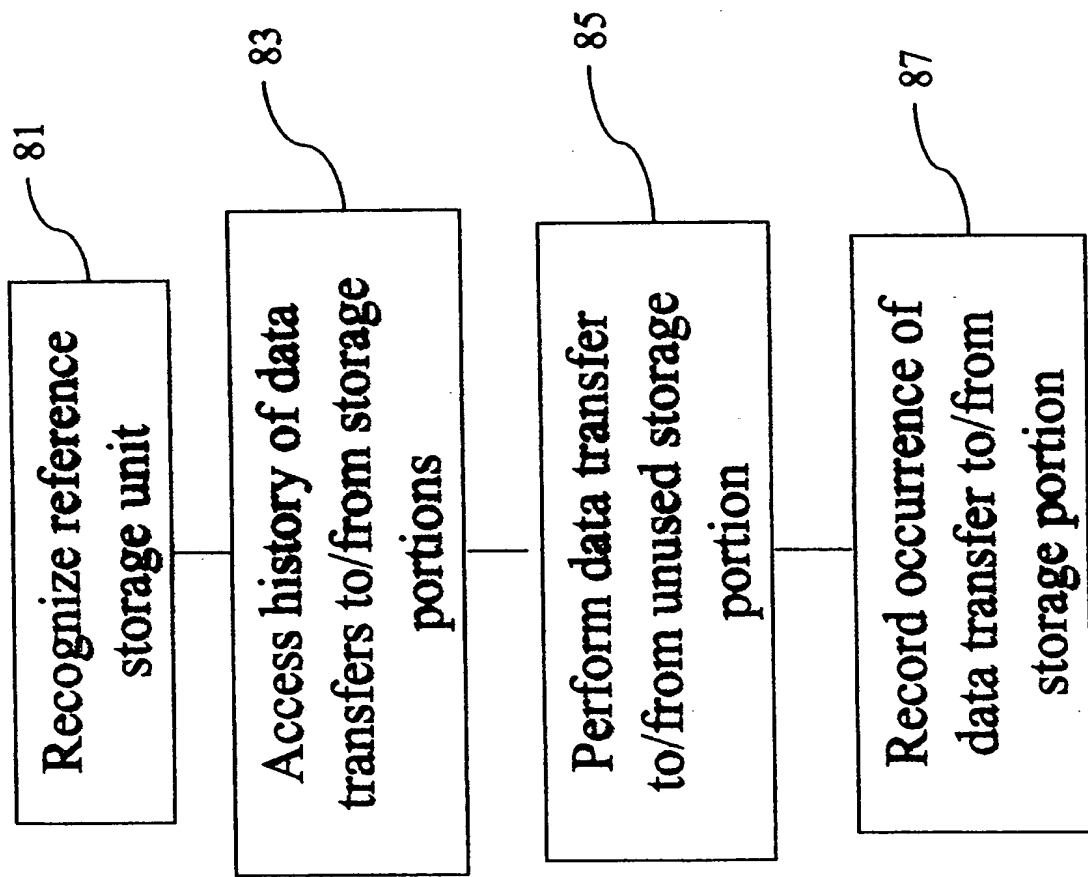 Recognize reference
storage unit
81
Access history of data
transfers to/from storage
portions
83
Perform data transfer
to/from unused storage
portion
85
Record occurrence of
data transfer to/from
storage portion
87